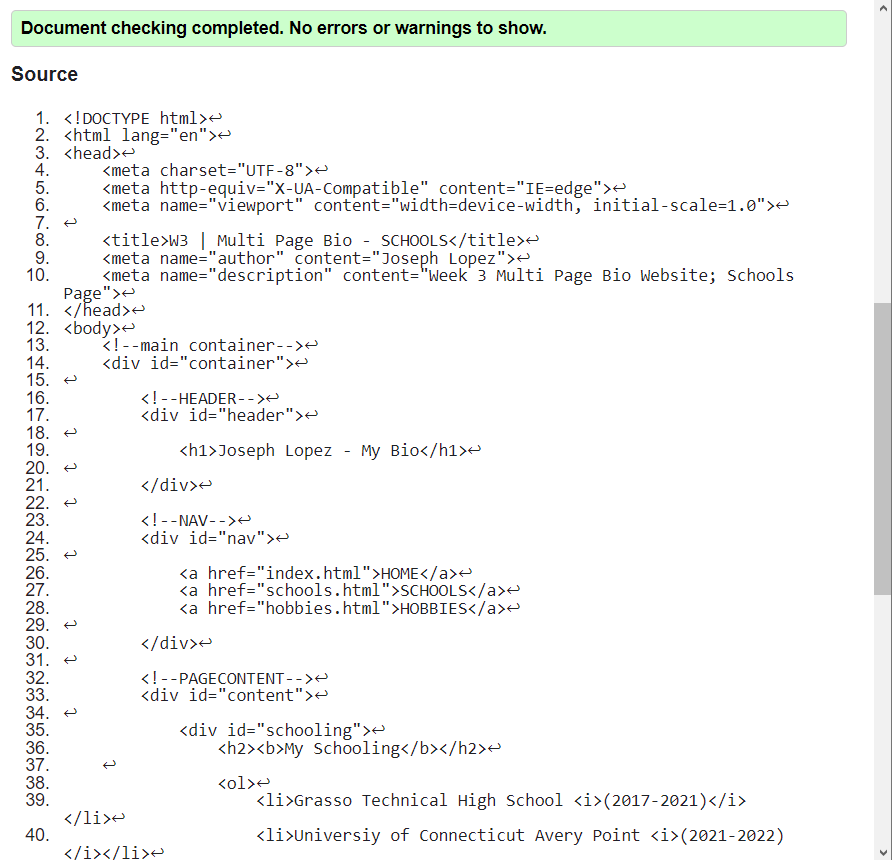 Document checking completed. No errors or warnings to show.
Source
1. <!DOCTYPE html>↩
2. <html lang="en">↩
3. <head>↩
4.     <meta charset="UTF-8">↩
5.     <meta http-equiv="X-UA-Compatible" content="IE=edge">↩
6.     <meta name="viewport" content="width=device-width, initial-scale=1.0">↩
7. ↩
8.     <title>W3 | Multi Page Bio - SCHOOLS</title>↩
9.     <meta name="author" content="Joseph Lopez">↩
10.     <meta name="description" content="Week 3 Multi Page Bio Website; Schools
Page">↩
11. </head>↩
12. <body>↩
13.     <!--main container-->↩
14.     <div id="container">↩
15. ↩
16.         <!--HEADER-->↩
17.         <div id="header">↩
18. ↩
19.             <h1>Joseph Lopez - My Bio</h1>↩
20. ↩
21.         </div>↩
22. ↩
23.         <!--NAV-->↩
24.         <div id="nav">↩
25. ↩
26.             <a href="index.html">HOME</a>↩
27.             <a href="schools.html">SCHOOLS</a>↩
28.             <a href="hobbies.html">HOBBIES</a>↩
29. ↩
30.         </div>↩
31. ↩
32.         <!--PAGECONTENT-->↩
33.         <div id="content">↩
34. ↩
35.             <div id="schooling">↩
36.                 <h2><b>My Schooling</b></h2>↩
37.     ↩
38.                 <ol>↩
39.                     <li>Grasso Technical High School <i>(2017-2021)</i>
</li>↩
40.                     <li>Universiy of Connecticut Avery Point <i>(2021-2022)
</i></li>↩